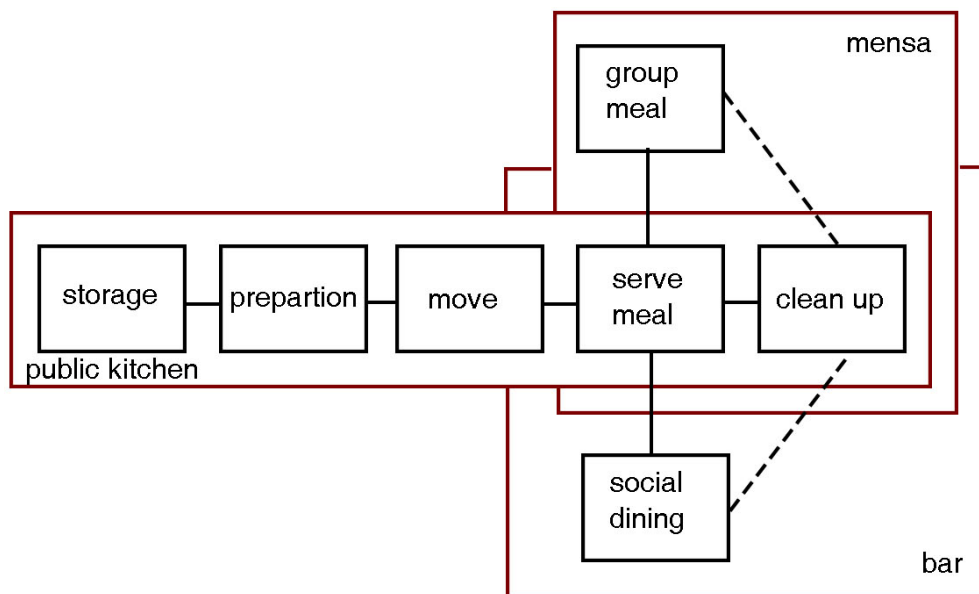 mensa
group
meal
storage
prepartion
move
serve
meal
clean up
public kitchen
social
dining
bar